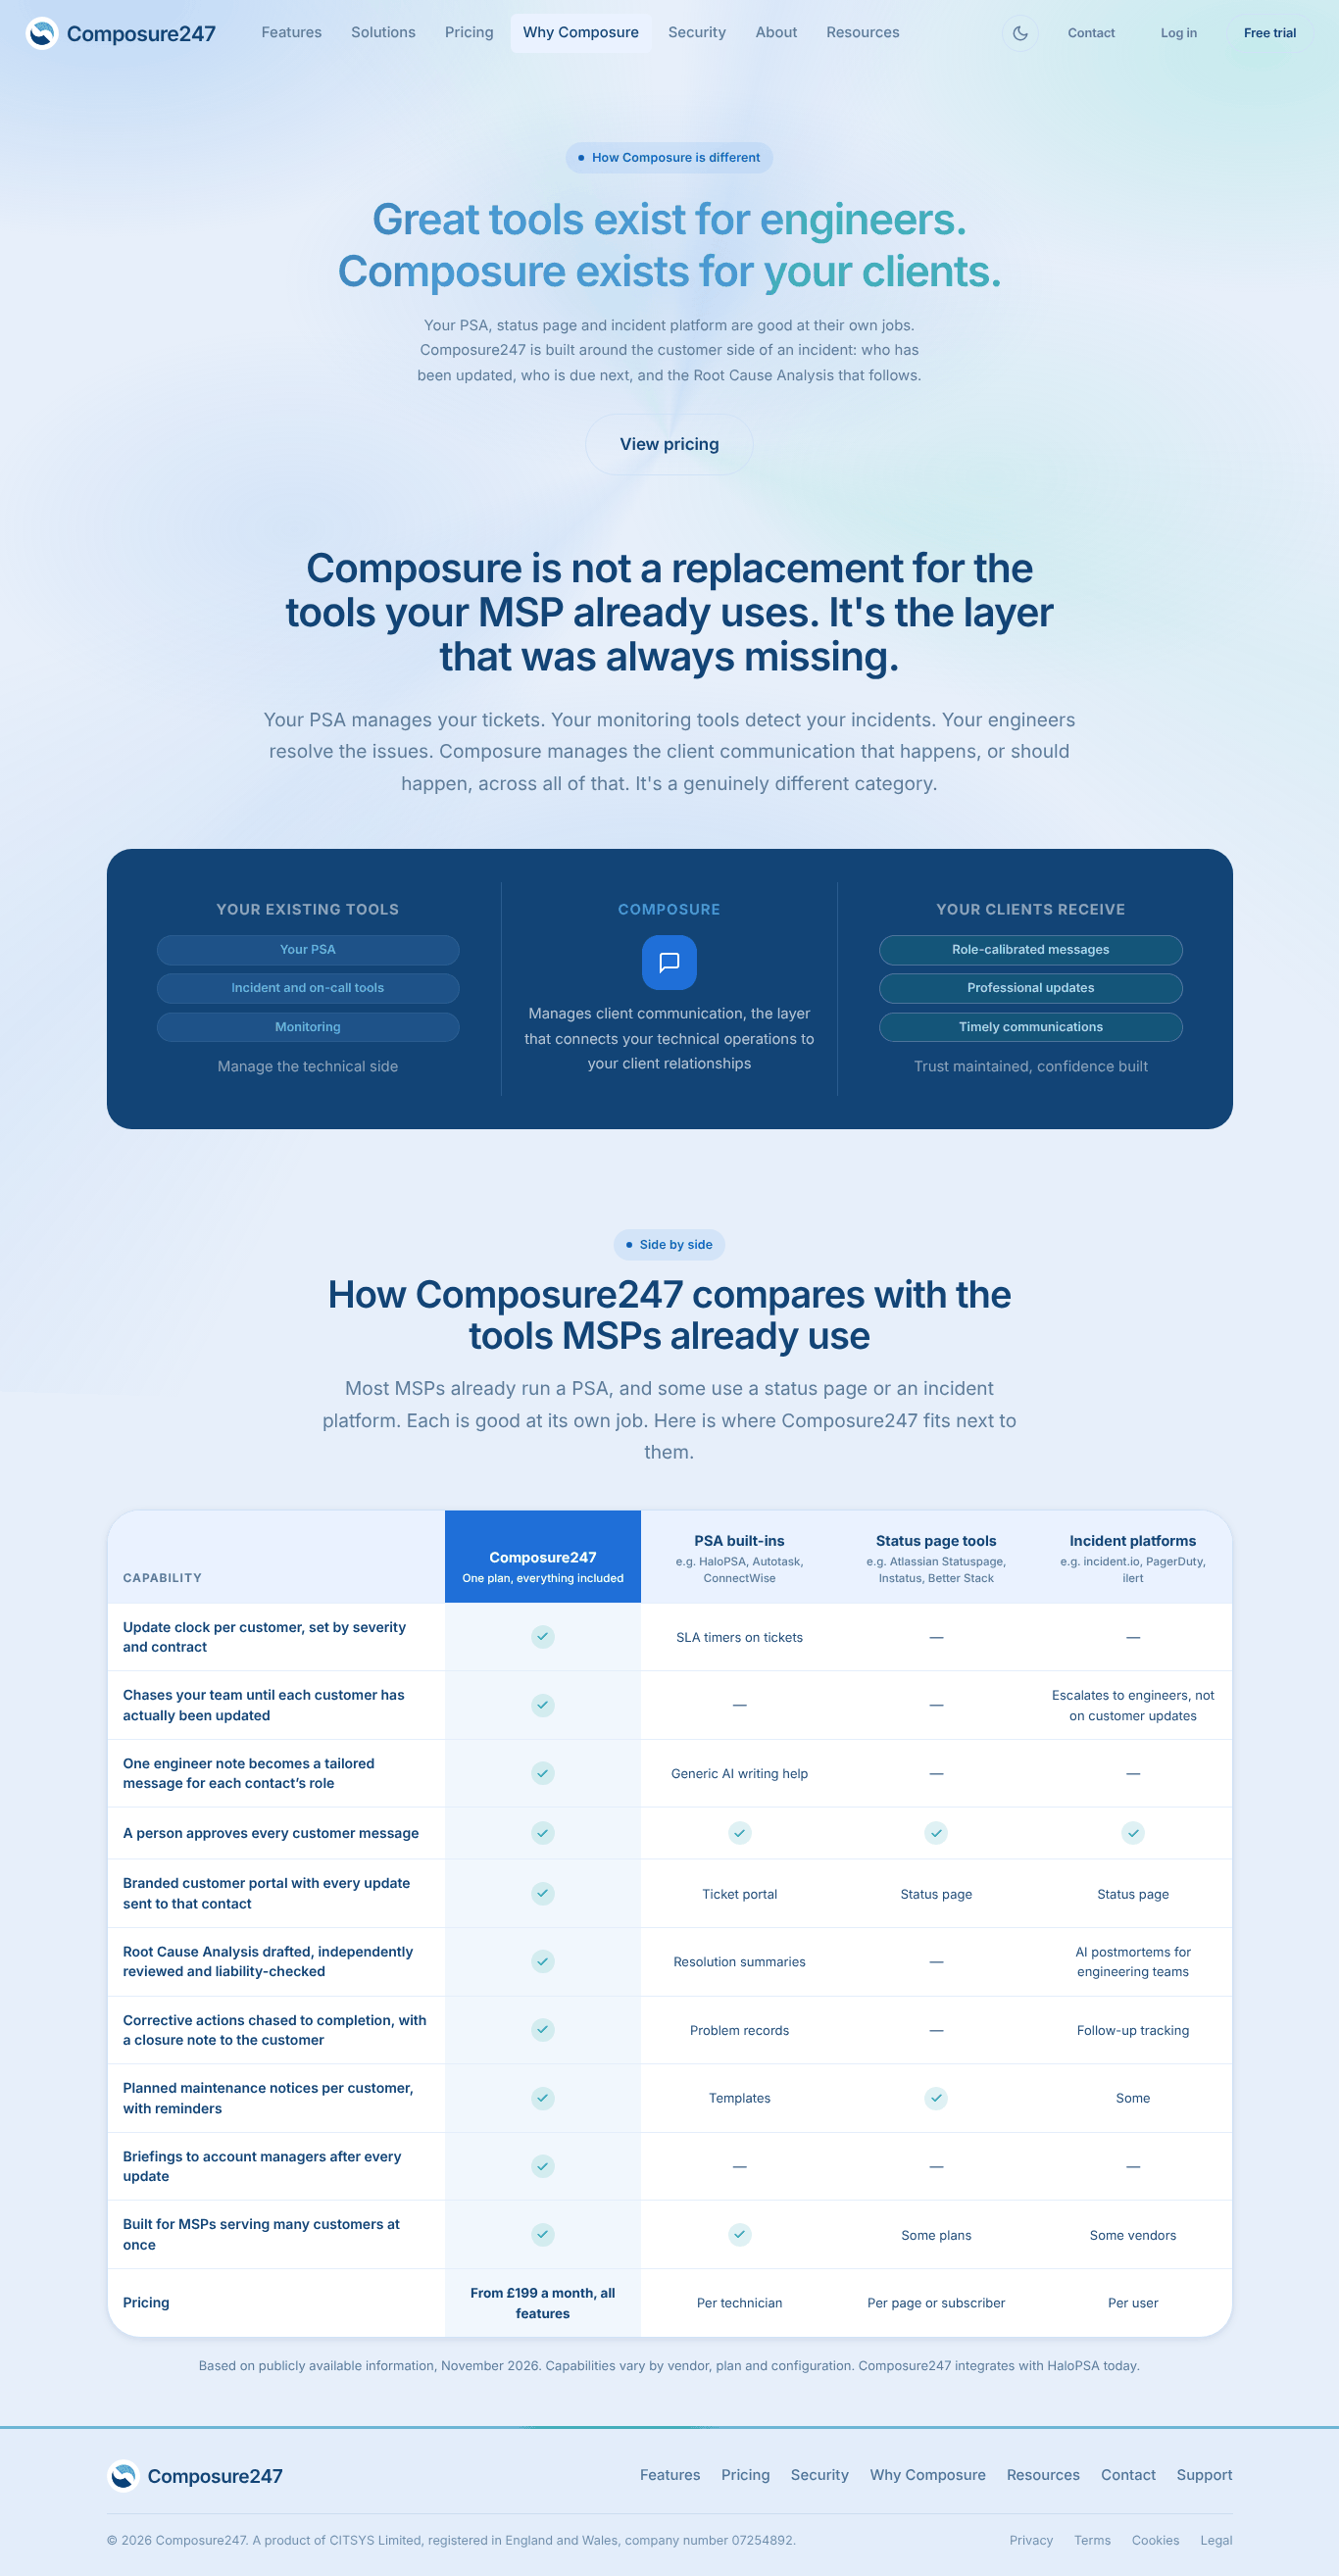 Composure247
Features
Solutions
Pricing
Why Composure
Security
About
Resources
Contact
Log in
Free trial
How Composure is different
Great tools exist for engineers.
Composure exists for your clients.
Your PSA, status page and incident platform are good at their own jobs.
Composure247 is built around the customer side of an incident: who has
been updated, who is due next, and the Root Cause Analysis that follows.
View pricing
Composure is not a replacement for the
tools your MSP already uses. It's the layer
that was always missing.
Your PSA manages your tickets. Your monitoring tools detect your incidents. Your engineers
resolve the issues. Composure manages the client communication that happens, or should
happen, across all of that. It's a genuinely different category.
YOUR EXISTING TOOLS
Your PSA
Incident and on-call tools
Monitoring
Manage the technical side
COMPOSURE
Manages client communication, the layer
that connects your technical operations to
your client relationships
YOUR CLIENTS RECEIVE
Role-calibrated messages
Professional updates
Timely communications
Trust maintained, confidence built
Side by side
How Composure247 compares with the
tools MSPs already use
Most MSPs already run a PSA, and some use a status page or an incident
platform. Each is good at its own job. Here is where Composure247 fits next to
them.
CAPABILITY
Composure247
One plan, everything included
PSA built-ins
e.g. HaloPSA, Autotask,
ConnectWise
Status page tools
e.g. Atlassian Statuspage,
Instatus, Better Stack
Incident platforms
e.g. incident.io, PagerDuty,
ilert
Update clock per customer, set by severity
and contract
SLA timers on tickets
—
—
Chases your team until each customer has
actually been updated
—
—
Escalates to engineers, not
on customer updates
One engineer note becomes a tailored
message for each contact’s role
Generic AI writing help
—
—
A person approves every customer message
Branded customer portal with every update
sent to that contact
Ticket portal
Status page
Status page
Root Cause Analysis drafted, independently
reviewed and liability-checked
Resolution summaries
—
AI postmortems for
engineering teams
Corrective actions chased to completion, with
a closure note to the customer
Problem records
—
Follow-up tracking
Planned maintenance notices per customer,
with reminders
Templates
Some
Briefings to account managers after every
update
—
—
—
Built for MSPs serving many customers at
once
Some plans
Some vendors
Pricing
From £199 a month, all
features
Per technician
Per page or subscriber
Per user
Based on publicly available information, November 2026. Capabilities vary by vendor, plan and configuration. Composure247 integrates with HaloPSA today.
Composure247
Features
Pricing
Security
Why Composure
Resources
Contact
Support
© 2026 Composure247. A product of CITSYS Limited, registered in England and Wales, company number 07254892.
Privacy
Terms
Cookies
Legal